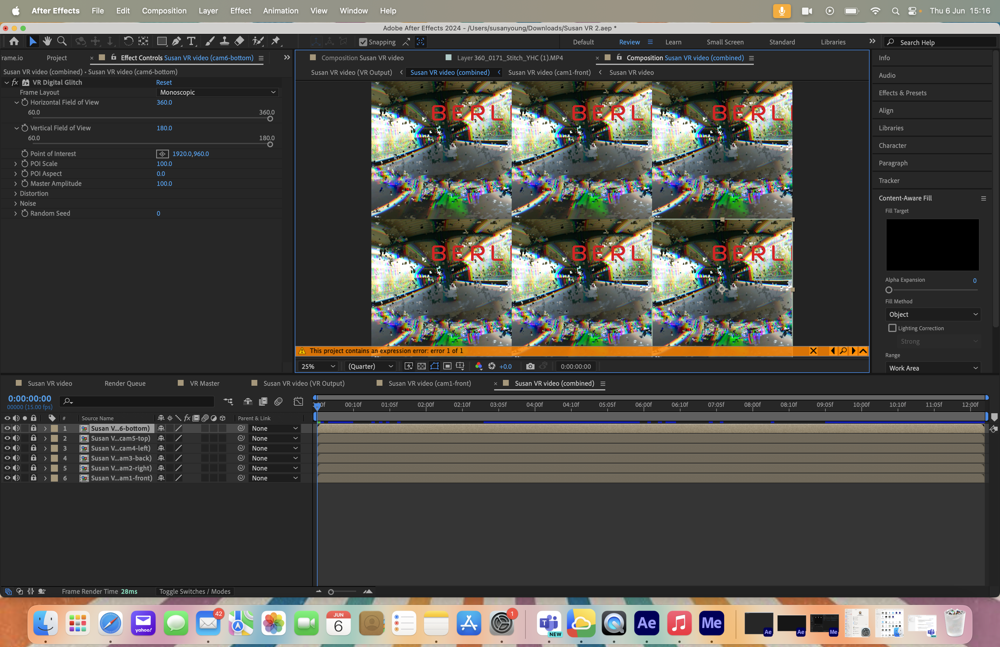 After Effects File Edit Composition Layer Effect Animation View Window Help Thu 6 Jun 15:16
Adobe After Effects 2024 - /Users/susanyoung/Downloads/Susan VR 2.aep *
Snapping Default Review Learn Small Screen Standard Libraries Search Help
rame.io Project Effect Controls Susan VR video (cam6-bottom)
Susan VR video (combined) • Susan VR video (cam6-bottom)
fx VR Digital Glitch Reset
Frame Layout Monoscopic
Horizontal Field of View 360.0
60.0 360.0
Vertical Field of View 180.0
60.0 180.0
Point of Interest 1920.0,960.0
POI Scale 100.0
POI Aspect 0.0
Master Amplitude 100.0
Distortion
Noise
Random Seed 0
Composition Susan VR video Layer 360_0171_Stitch_YHC (1).MP4 Composition Susan VR video (combined)
Susan VR video (VR Output) Susan VR video (combined) Susan VR video (cam1-front) Susan VR video
BERL BERL BERL
BERL BERL BERL
This project contains an expression error: error 1 of 1
25% (Quarter) +0.0 0:00:00:00
Info
Audio
Effects & Presets
Align
Libraries
Character
Paragraph
Tracker
Content-Aware Fill
Fill Target
Alpha Expansion 0
Fill Method
Object
Lighting Correction
Strong
Range
Work Area
Susan VR video Render Queue VR Master Susan VR video (VR Output) Susan VR video (cam1-front) Susan VR video (combined)
0:00:00:00
00000 (15.00 fps)
00:10f 01:05f 02:00f 02:10f 03:05f 04:00f 04:10f 05:05f 06:00f 06:10f 07:05f 08:00f 08:10f 09:05f 10:00f 10:10f 11:05f 12:00f
# Source Name fx Parent & Link
1 Susan V...6-bottom) None
2 Susan V...cam5-top) None
3 Susan V...cam4-left) None
4 Susan V...am3-back) None
5 Susan V...am2-right) None
6 Susan V...am1-front) None
Frame Render Time 28ms Toggle Switches / Modes
yahoo! 42 JUN 6 1 T NEW Ae Me Ae Ae Me